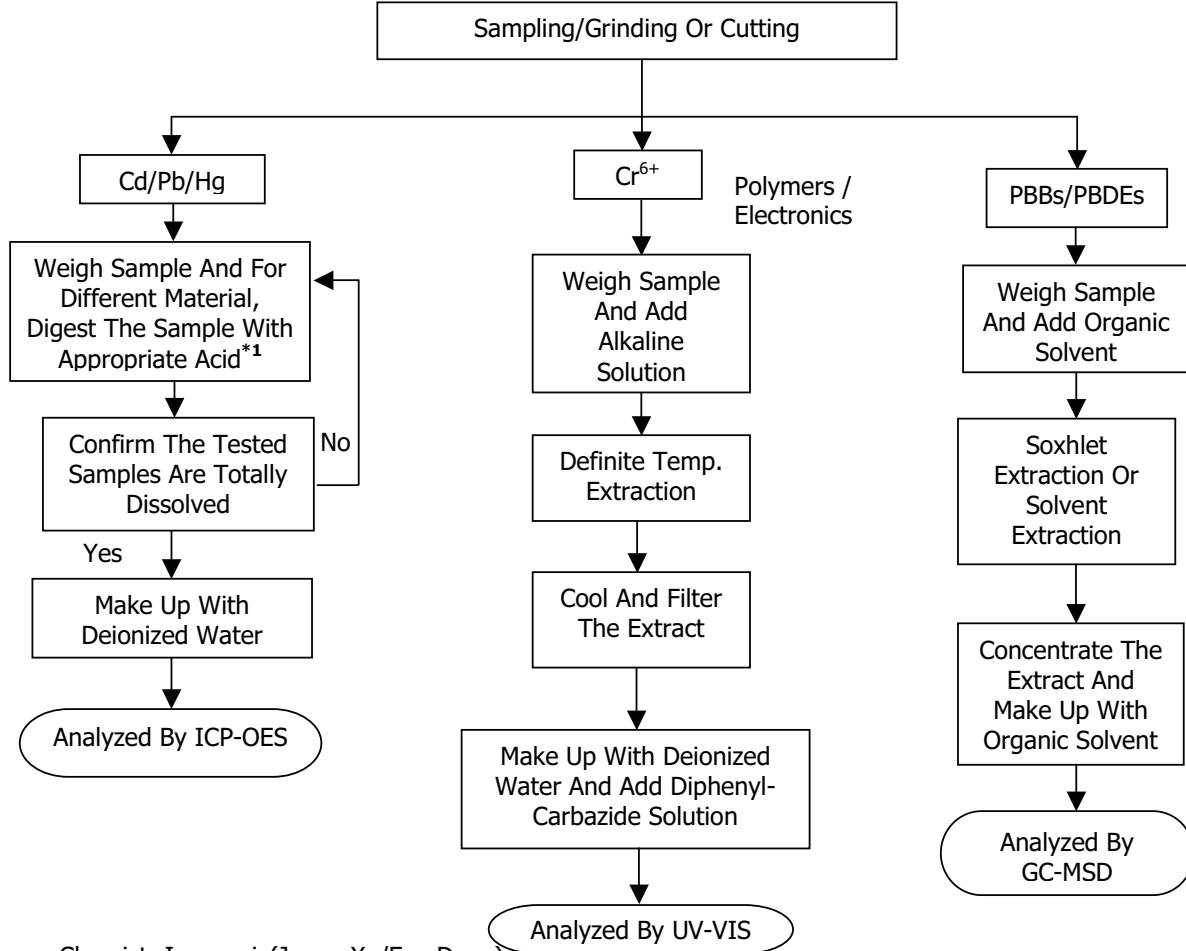 Sampling/Grinding Or Cutting
Cd/Pb/Hg
Weigh Sample And For
Different Material,
Digest The Sample With
Appropriate Acid*1
Confirm The Tested
Samples Are Totally
Dissolved
No
Yes
Make Up With
Deionized Water
Analyzed By ICP-OES
Cr6+
Polymers /
Electronics
Weigh Sample
And Add
Alkaline
Solution
Definite Temp.
Extraction
Cool And Filter
The Extract
Make Up With Deionized
Water And Add Diphenyl-
Carbazide Solution
Analyzed By UV-VIS
PBBs/PBDEs
Weigh Sample
And Add Organic
Solvent
Soxhlet
Extraction Or
Solvent
Extraction
Concentrate The
Extract And
Make Up With
Organic Solvent
Analyzed By
GC-MSD